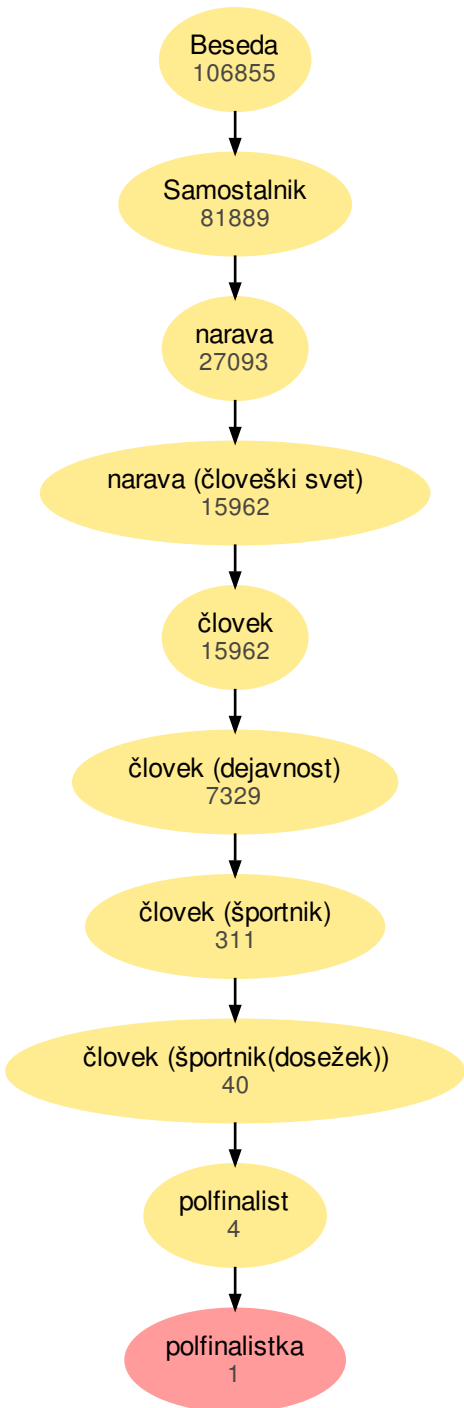 Beseda
106855
Samostalnik
81889
narava
27093
narava (človeški svet)
15962
človek
15962
človek (dejavnost)
7329
človek (športnik)
311
človek (športnik(dosežek))
40
polfinalist
4
polfinalistka
1